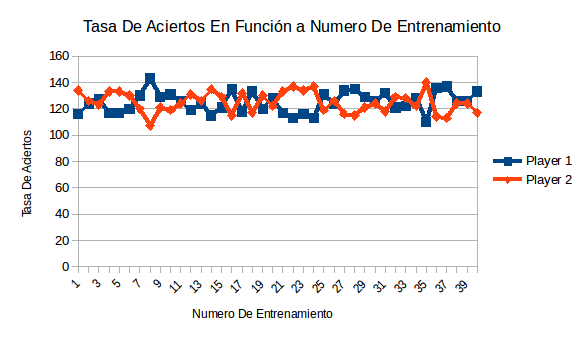 Tasa De Aciertos En Función a Numero De Entrenamiento
160
140
120
100
80
60
40
20
0
Tasa De Aciertos
1 3 5 7 9 11 13 15 17 19 21 23 25 27 29 31 33 35 37 39
Numero De Entrenamiento
Player 1
Player 2